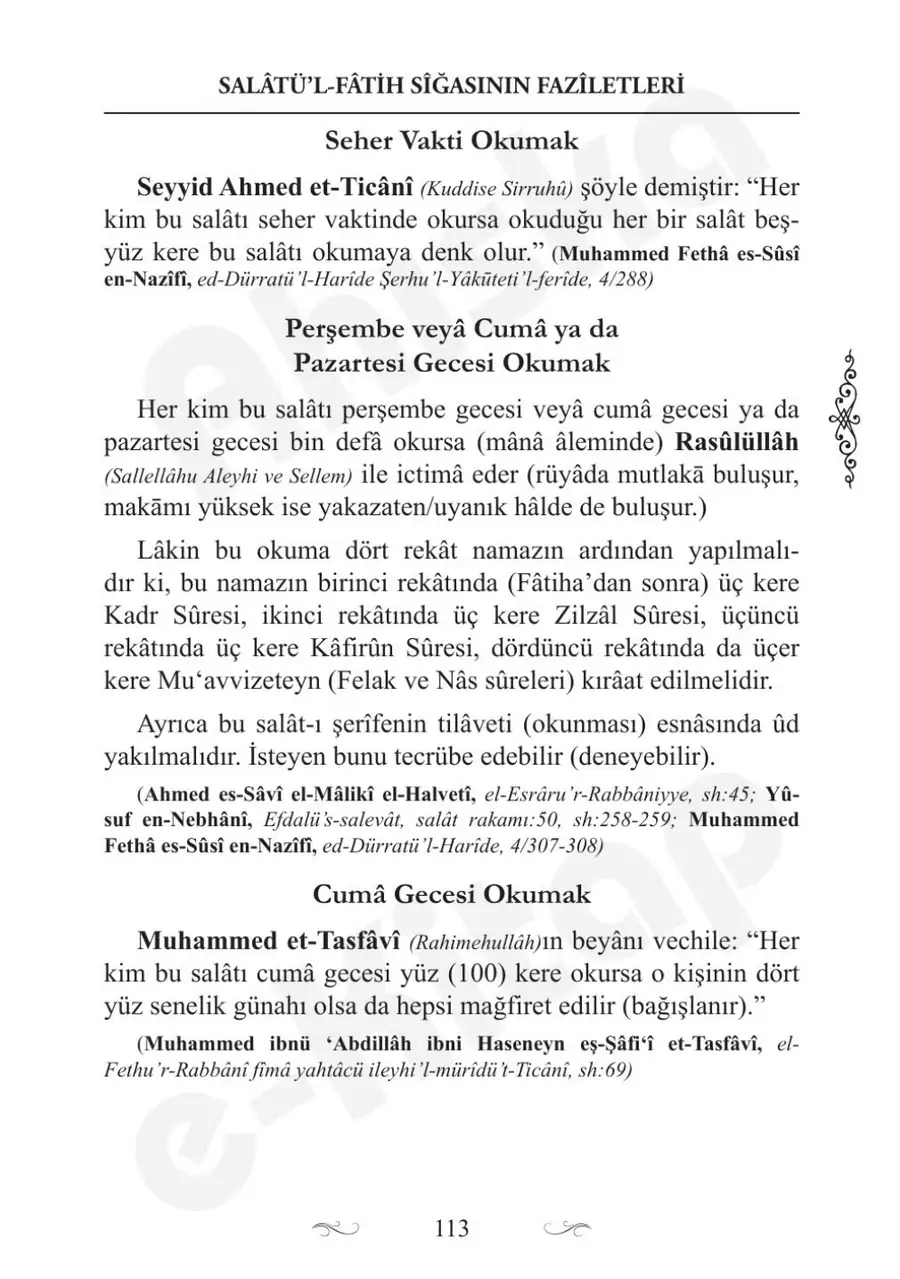 SALÂTÜ’L-FÂTİH SÎĞASININ FAZÎLETLERİ
Seher Vakti Okumak
Seyyid Ahmed et-Ticânî (Kuddise Sirruhû) şöyle demiştir: “Her
kim bu salâtı seher vaktinde okursa okuduğu her bir salât beş-
yüz kere bu salâtı okumaya denk olur.” (Muhammed Fethâ es-Sûsî
en-Nazîfî, ed-Dürratü’l-Harîde Şerhu’l-Yâkūteti’l-ferîde, 4/288)
Perşembe veyâ Cumâ ya da
Pazartesi Gecesi Okumak
Her kim bu salâtı perşembe gecesi veyâ cumâ gecesi ya da
pazartesi gecesi bin defâ okursa (mânâ âleminde) Rasûlüllâh
(Sallellâhu Aleyhi ve Sellem) ile ictimâ eder (rüyâda mutlakā buluşur,
makāmı yüksek ise yakazaten/uyanık hâlde de buluşur.)
Lâkin bu okuma dört rekât namazın ardından yapılmalı-
dır ki, bu namazın birinci rekâtında (Fâtiha’dan sonra) üç kere
Kadr Sûresi, ikinci rekâtında üç kere Zilzâl Sûresi, üçüncü
rekâtında üç kere Kâfirûn Sûresi, dördüncü rekâtında da üçer
kere Mu‘avvizeteyn (Felak ve Nâs sûreleri) kırâat edilmelidir.
Ayrıca bu salât-ı şerîfenin tilâveti (okunması) esnâsında ûd
yakılmalıdır. İsteyen bunu tecrübe edebilir (deneyebilir).
(Ahmed es-Sâvî el-Mâlikî el-Halvetî, el-Esrâru’r-Rabbâniyye, sh:45; Yû-
suf en-Nebhânî, Efdalü’s-salevât, salât rakamı:50, sh:258-259; Muhammed
Fethâ es-Sûsî en-Nazîfî, ed-Dürratü’l-Harîde, 4/307-308)
Cumâ Gecesi Okumak
Muhammed et-Tasfâvî (Rahimehullâh)ın beyânı vechile: “Her
kim bu salâtı cumâ gecesi yüz (100) kere okursa o kişinin dört
yüz senelik günahı olsa da hepsi mağfiret edilir (bağışlanır).”
(Muhammed ibnü ‘Abdillâh ibni Haseneyn eş-Şâfi‘î et-Tasfâvî, el-
Fethu’r-Rabbânî fîmâ yahtâcü ileyhi’l-mürîdü’t-Ticânî, sh:69)
113
Ahıska
e-Kitap